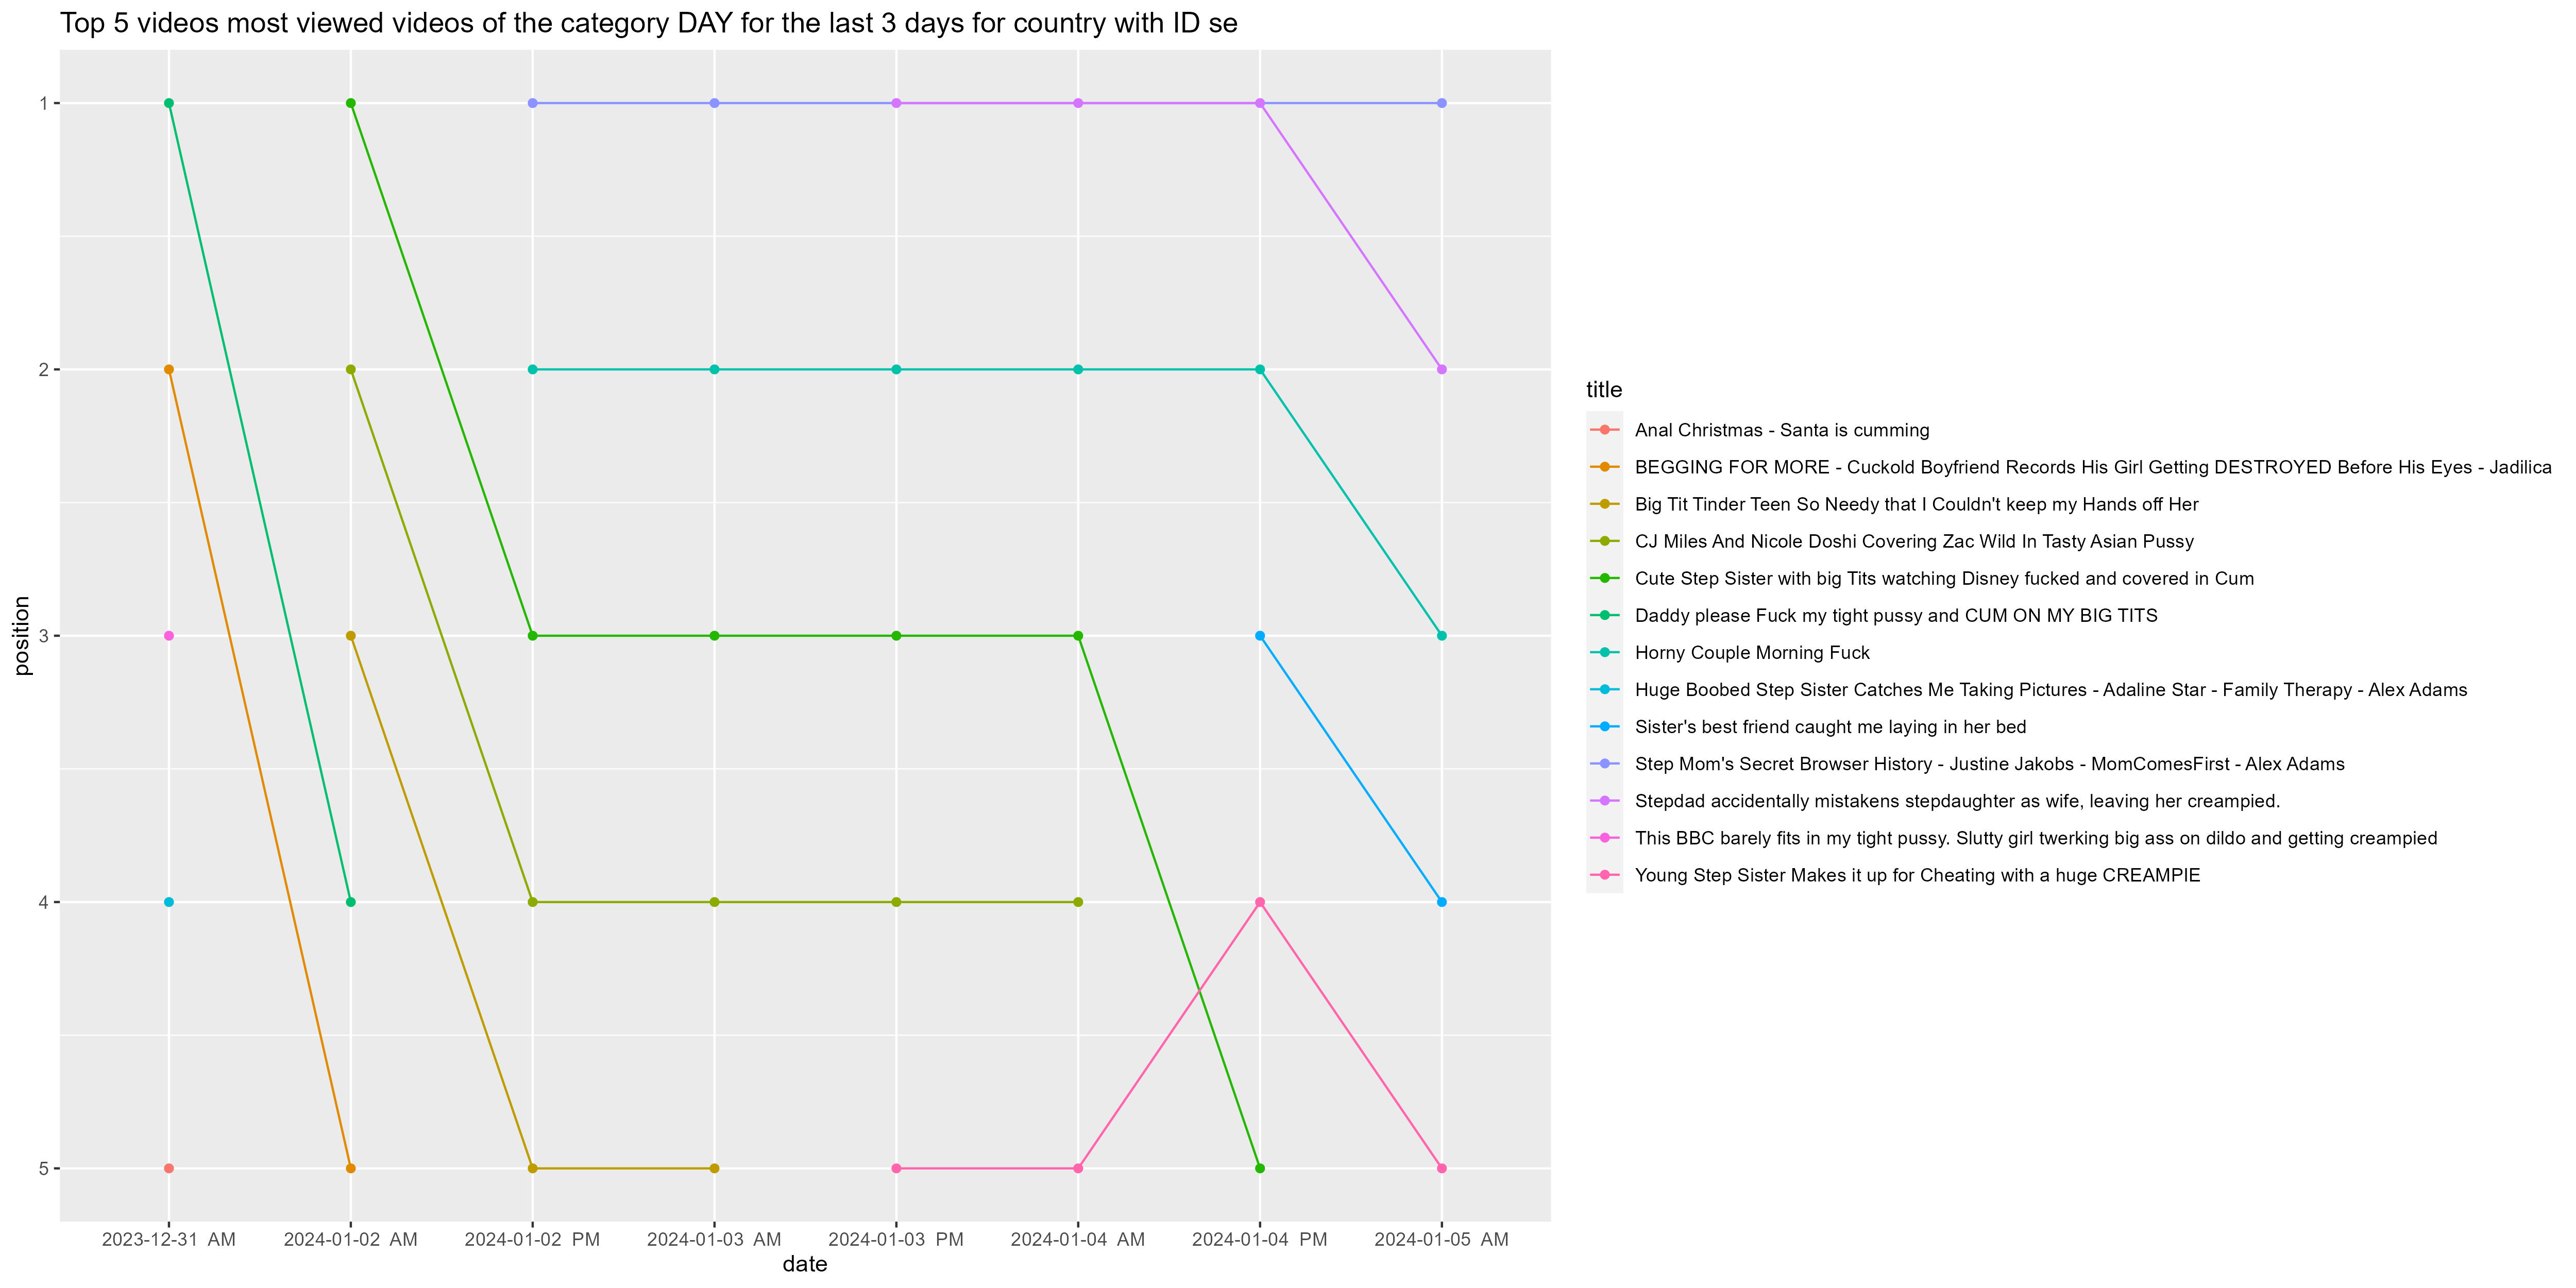 Top 5 videos most viewed videos of the category DAY for the last 3 days for country with ID se
position
1
2
3
4
5
2023-12-31 AM
2024-01-02 AM
2024-01-02 PM
2024-01-03 AM
2024-01-03 PM
2024-01-04 AM
2024-01-04 PM
2024-01-05 AM
date
title
Anal Christmas - Santa is cumming
BEGGING FOR MORE - Cuckold Boyfriend Records His Girl Getting DESTROYED Before His Eyes - Jadilica
Big Tit Tinder Teen So Needy that I Couldn't keep my Hands off Her
CJ Miles And Nicole Doshi Covering Zac Wild In Tasty Asian Pussy
Cute Step Sister with big Tits watching Disney fucked and covered in Cum
Daddy please Fuck my tight pussy and CUM ON MY BIG TITS
Horny Couple Morning Fuck
Huge Boobed Step Sister Catches Me Taking Pictures - Adaline Star - Family Therapy - Alex Adams
Sister's best friend caught me laying in her bed
Step Mom's Secret Browser History - Justine Jakobs - MomComesFirst - Alex Adams
Stepdad accidentally mistakens stepdaughter as wife, leaving her creampied.
This BBC barely fits in my tight pussy. Slutty girl twerking big ass on dildo and getting creampied
Young Step Sister Makes it up for Cheating with a huge CREAMPIE